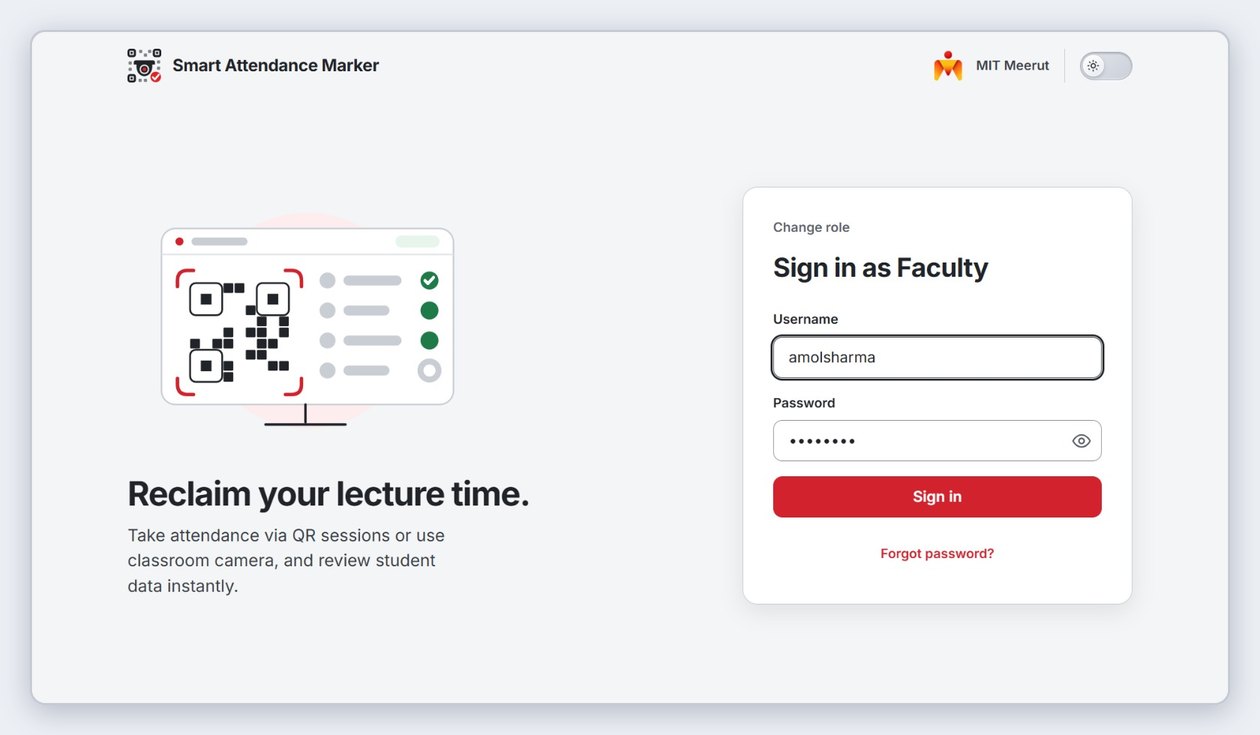 Smart Attendance Marker
MIT Meerut
Change role
Sign in as Faculty
Username
amolsharma
Password
••••••••
Sign in
Forgot password?
Reclaim your lecture time.
Take attendance via QR sessions or use
classroom camera, and review student
data instantly.